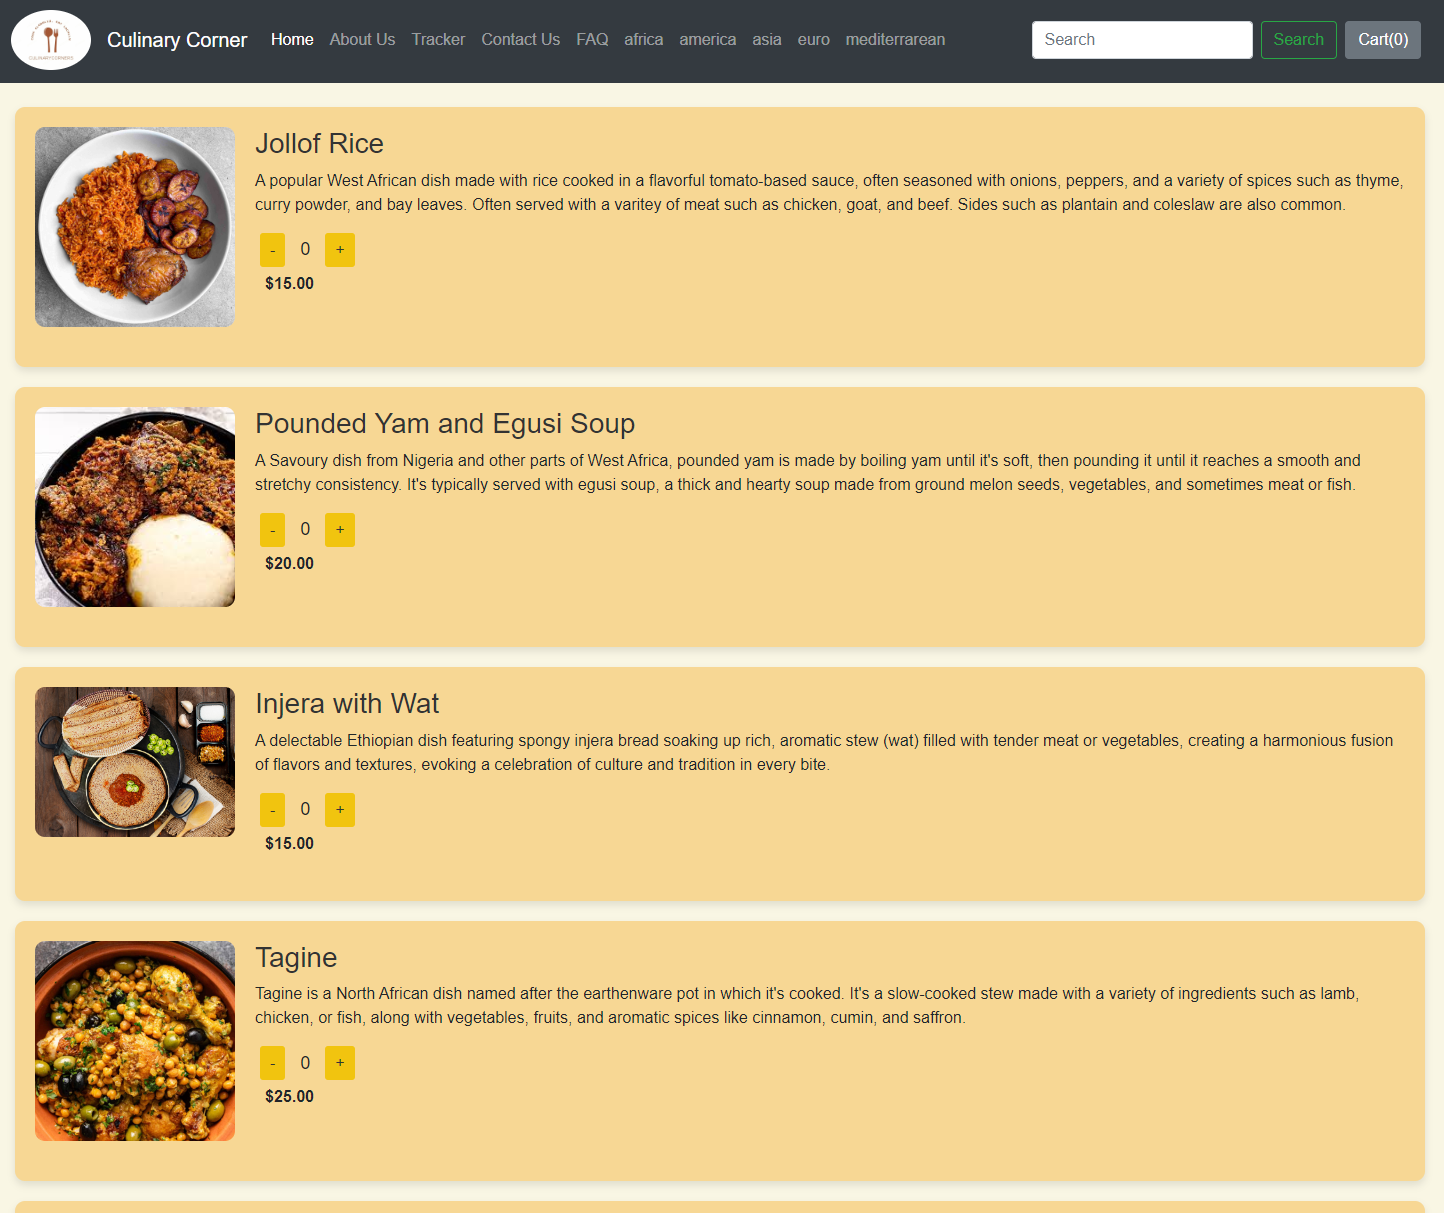 CULINARYCORNERS
Culinary Corner Home About Us Tracker Contact Us FAQ africa america asia euro mediterrarean Search Search Cart(0)
Jollof Rice
A popular West African dish made with rice cooked in a flavorful tomato-based sauce, often seasoned with onions, peppers, and a variety of spices such as thyme,
curry powder, and bay leaves. Often served with a varitey of meat such as chicken, goat, and beef. Sides such as plantain and coleslaw are also common.
- 0 +
$15.00
Pounded Yam and Egusi Soup
A Savoury dish from Nigeria and other parts of West Africa, pounded yam is made by boiling yam until it's soft, then pounding it until it reaches a smooth and
stretchy consistency. It's typically served with egusi soup, a thick and hearty soup made from ground melon seeds, vegetables, and sometimes meat or fish.
- 0 +
$20.00
Injera with Wat
A delectable Ethiopian dish featuring spongy injera bread soaking up rich, aromatic stew (wat) filled with tender meat or vegetables, creating a harmonious fusion
of flavors and textures, evoking a celebration of culture and tradition in every bite.
- 0 +
$15.00
Tagine
Tagine is a North African dish named after the earthenware pot in which it's cooked. It's a slow-cooked stew made with a variety of ingredients such as lamb,
chicken, or fish, along with vegetables, fruits, and aromatic spices like cinnamon, cumin, and saffron.
- 0 +
$25.00